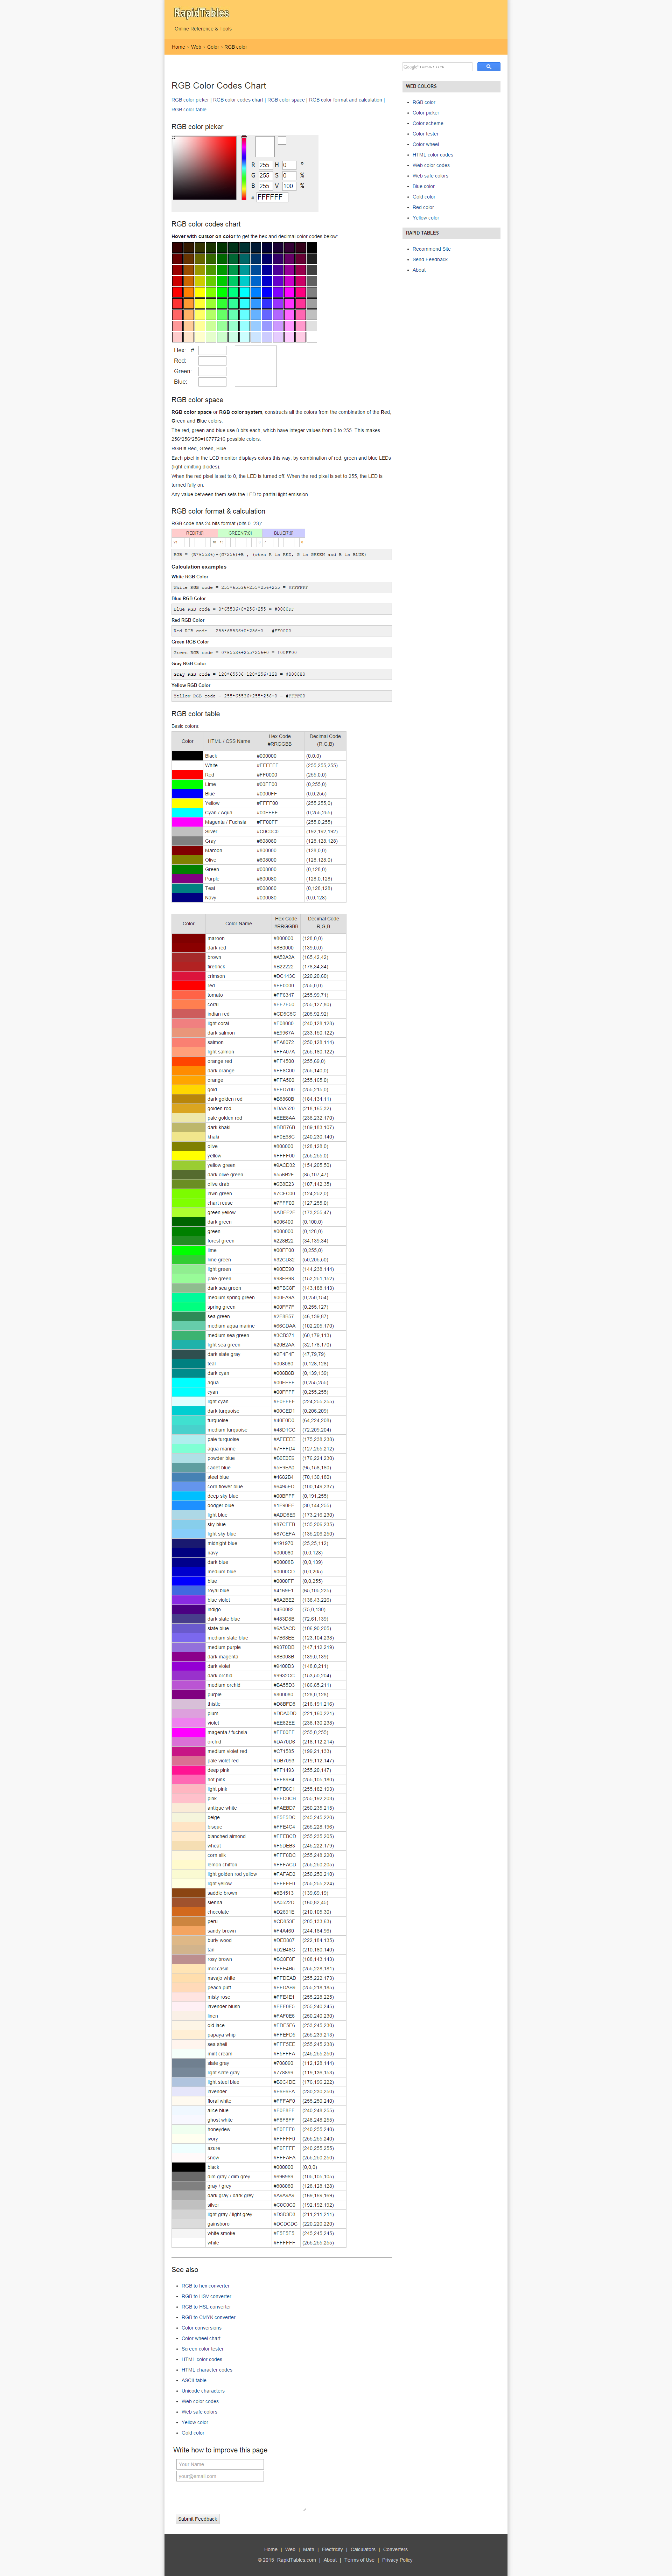 RapidTables
Online Reference & Tools
Home › Web › Color › RGB color
RGB Color Codes Chart
RGB color picker | RGB color codes chart | RGB color space | RGB color format and calculation |
RGB color table
RGB color picker
R 255 H 0 °
G 255 S 0 %
B 255 V 100 %
# FFFFFF
RGB color codes chart
Hover with cursor on color to get the hex and decimal color codes below:
Hex: #
Red:
Green:
Blue:
RGB color space
RGB color space or RGB color system, constructs all the colors from the combination of the Red,
Green and Blue colors.
The red, green and blue use 8 bits each, which have integer values from 0 to 255. This makes
256*256*256=16777216 possible colors.
RGB ≡ Red, Green, Blue
Each pixel in the LCD monitor displays colors this way, by combination of red, green and blue LEDs
(light emitting diodes).
When the red pixel is set to 0, the LED is turned off. When the red pixel is set to 255, the LED is
turned fully on.
Any value between them sets the LED to partial light emission.
RGB color format & calculation
RGB code has 24 bits format (bits 0..23):
RED[7:0] GREEN[7:0] BLUE[7:0]
23 16 15 8 7 0
RGB = (R*65536)+(G*256)+B , (when R is RED, G is GREEN and B is BLUE)
Calculation examples
White RGB Color
White RGB code = 255*65536+255*256+255 = #FFFFFF
Blue RGB Color
Blue RGB code = 0*65536+0*256+255 = #0000FF
Red RGB Color
Red RGB code = 255*65536+0*256+0 = #FF0000
Green RGB Color
Green RGB code = 0*65536+255*256+0 = #00FF00
Gray RGB Color
Gray RGB code = 128*65536+128*256+128 = #808080
Yellow RGB Color
Yellow RGB code = 255*65536+255*256+0 = #FFFF00
RGB color table
Basic colors:
Color HTML / CSS Name Hex Code #RRGGBB Decimal Code (R,G,B)
Black #000000 (0,0,0)
White #FFFFFF (255,255,255)
Red #FF0000 (255,0,0)
Lime #00FF00 (0,255,0)
Blue #0000FF (0,0,255)
Yellow #FFFF00 (255,255,0)
Cyan / Aqua #00FFFF (0,255,255)
Magenta / Fuchsia #FF00FF (255,0,255)
Silver #C0C0C0 (192,192,192)
Gray #808080 (128,128,128)
Maroon #800000 (128,0,0)
Olive #808000 (128,128,0)
Green #008000 (0,128,0)
Purple #800080 (128,0,128)
Teal #008080 (0,128,128)
Navy #000080 (0,0,128)
Color Color Name Hex Code #RRGGBB Decimal Code R,G,B
maroon #800000 (128,0,0)
dark red #8B0000 (139,0,0)
brown #A52A2A (165,42,42)
firebrick #B22222 (178,34,34)
crimson #DC143C (220,20,60)
red #FF0000 (255,0,0)
tomato #FF6347 (255,99,71)
coral #FF7F50 (255,127,80)
indian red #CD5C5C (205,92,92)
light coral #F08080 (240,128,128)
dark salmon #E9967A (233,150,122)
salmon #FA8072 (250,128,114)
light salmon #FFA07A (255,160,122)
orange red #FF4500 (255,69,0)
dark orange #FF8C00 (255,140,0)
orange #FFA500 (255,165,0)
gold #FFD700 (255,215,0)
dark golden rod #B8860B (184,134,11)
golden rod #DAA520 (218,165,32)
pale golden rod #EEE8AA (238,232,170)
dark khaki #BDB76B (189,183,107)
khaki #F0E68C (240,230,140)
olive #808000 (128,128,0)
yellow #FFFF00 (255,255,0)
yellow green #9ACD32 (154,205,50)
dark olive green #556B2F (85,107,47)
olive drab #6B8E23 (107,142,35)
lawn green #7CFC00 (124,252,0)
chart reuse #7FFF00 (127,255,0)
green yellow #ADFF2F (173,255,47)
dark green #006400 (0,100,0)
green #008000 (0,128,0)
forest green #228B22 (34,139,34)
lime #00FF00 (0,255,0)
lime green #32CD32 (50,205,50)
light green #90EE90 (144,238,144)
pale green #98FB98 (152,251,152)
dark sea green #8FBC8F (143,188,143)
medium spring green #00FA9A (0,250,154)
spring green #00FF7F (0,255,127)
sea green #2E8B57 (46,139,87)
medium aqua marine #66CDAA (102,205,170)
medium sea green #3CB371 (60,179,113)
light sea green #20B2AA (32,178,170)
dark slate gray #2F4F4F (47,79,79)
teal #008080 (0,128,128)
dark cyan #008B8B (0,139,139)
aqua #00FFFF (0,255,255)
cyan #00FFFF (0,255,255)
light cyan #E0FFFF (224,255,255)
dark turquoise #00CED1 (0,206,209)
turquoise #40E0D0 (64,224,208)
medium turquoise #48D1CC (72,209,204)
pale turquoise #AFEEEE (175,238,238)
aqua marine #7FFFD4 (127,255,212)
powder blue #B0E0E6 (176,224,230)
cadet blue #5F9EA0 (95,158,160)
steel blue #4682B4 (70,130,180)
corn flower blue #6495ED (100,149,237)
deep sky blue #00BFFF (0,191,255)
dodger blue #1E90FF (30,144,255)
light blue #ADD8E6 (173,216,230)
sky blue #87CEEB (135,206,235)
light sky blue #87CEFA (135,206,250)
midnight blue #191970 (25,25,112)
navy #000080 (0,0,128)
dark blue #00008B (0,0,139)
medium blue #0000CD (0,0,205)
blue #0000FF (0,0,255)
royal blue #4169E1 (65,105,225)
blue violet #8A2BE2 (138,43,226)
indigo #4B0082 (75,0,130)
dark slate blue #483D8B (72,61,139)
slate blue #6A5ACD (106,90,205)
medium slate blue #7B68EE (123,104,238)
medium purple #9370DB (147,112,219)
dark magenta #8B008B (139,0,139)
dark violet #9400D3 (148,0,211)
dark orchid #9932CC (153,50,204)
medium orchid #BA55D3 (186,85,211)
purple #800080 (128,0,128)
thistle #D8BFD8 (216,191,216)
plum #DDA0DD (221,160,221)
violet #EE82EE (238,130,238)
magenta / fuchsia #FF00FF (255,0,255)
orchid #DA70D6 (218,112,214)
medium violet red #C71585 (199,21,133)
pale violet red #DB7093 (219,112,147)
deep pink #FF1493 (255,20,147)
hot pink #FF69B4 (255,105,180)
light pink #FFB6C1 (255,182,193)
pink #FFC0CB (255,192,203)
antique white #FAEBD7 (250,235,215)
beige #F5F5DC (245,245,220)
bisque #FFE4C4 (255,228,196)
blanched almond #FFEBCD (255,235,205)
wheat #F5DEB3 (245,222,179)
corn silk #FFF8DC (255,248,220)
lemon chiffon #FFFACD (255,250,205)
light golden rod yellow #FAFAD2 (250,250,210)
light yellow #FFFFE0 (255,255,224)
saddle brown #8B4513 (139,69,19)
sienna #A0522D (160,82,45)
chocolate #D2691E (210,105,30)
peru #CD853F (205,133,63)
sandy brown #F4A460 (244,164,96)
burly wood #DEB887 (222,184,135)
tan #D2B48C (210,180,140)
rosy brown #BC8F8F (188,143,143)
moccasin #FFE4B5 (255,228,181)
navajo white #FFDEAD (255,222,173)
peach puff #FFDAB9 (255,218,185)
misty rose #FFE4E1 (255,228,225)
lavender blush #FFF0F5 (255,240,245)
linen #FAF0E6 (250,240,230)
old lace #FDF5E6 (253,245,230)
papaya whip #FFEFD5 (255,239,213)
sea shell #FFF5EE (255,245,238)
mint cream #F5FFFA (245,255,250)
slate gray #708090 (112,128,144)
light slate gray #778899 (119,136,153)
light steel blue #B0C4DE (176,196,222)
lavender #E6E6FA (230,230,250)
floral white #FFFAF0 (255,250,240)
alice blue #F0F8FF (240,248,255)
ghost white #F8F8FF (248,248,255)
honeydew #F0FFF0 (240,255,240)
ivory #FFFFF0 (255,255,240)
azure #F0FFFF (240,255,255)
snow #FFFAFA (255,250,250)
black #000000 (0,0,0)
dim gray / dim grey #696969 (105,105,105)
gray / grey #808080 (128,128,128)
dark gray / dark grey #A9A9A9 (169,169,169)
silver #C0C0C0 (192,192,192)
light gray / light grey #D3D3D3 (211,211,211)
gainsboro #DCDCDC (220,220,220)
white smoke #F5F5F5 (245,245,245)
white #FFFFFF (255,255,255)
See also
RGB to hex converter
RGB to HSV converter
RGB to HSL converter
RGB to CMYK converter
Color conversions
Color wheel chart
Screen color tester
HTML color codes
HTML character codes
ASCII table
Unicode characters
Web color codes
Web safe colors
Yellow color
Gold color
Write how to improve this page
Your Name
your@email.com
Submit Feedback
Google Custom Search
WEB COLORS
RGB color
Color picker
Color scheme
Color tester
Color wheel
HTML color codes
Web color codes
Web safe colors
Blue color
Gold color
Red color
Yellow color
RAPID TABLES
Recommend Site
Send Feedback
About
Home | Web | Math | Electricity | Calculators | Converters
© 2015 RapidTables.com | About | Terms of Use | Privacy Policy